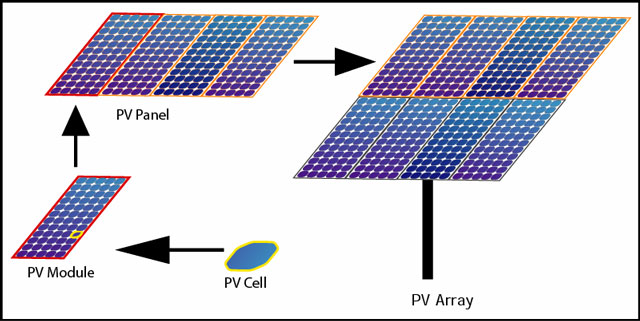 PV Panel
PV Module
PV Cell
PV Array